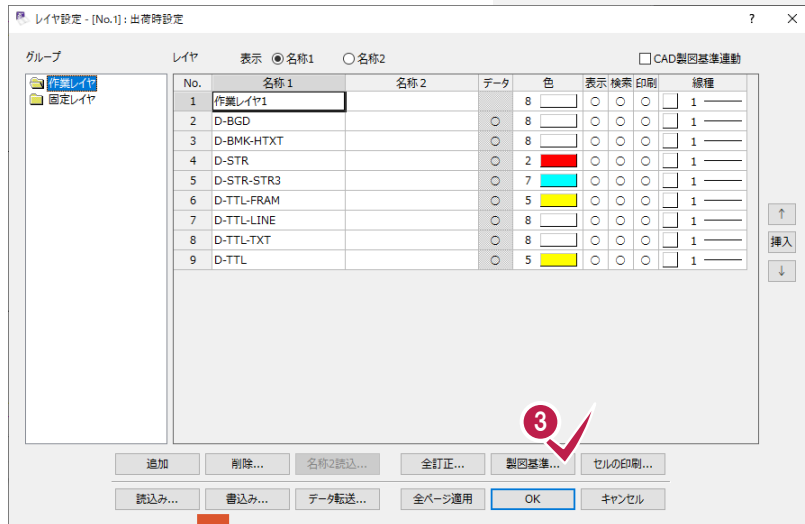 レイヤ設定 - [No.1] : 出荷時設定 ? ×
グループ レイヤ 表示 名称1 名称2 CAD製図基準連動
作業レイヤ
固定レイヤ
No. 名称1 名称2 データ 色 表示 検索 印刷 線種
1 作業レイヤ1 8 ○ ○ ○ 1
2 D-BGD ○ 8 ○ ○ ○ 1
3 D-BMK-HTXT ○ 8 ○ ○ ○ 1
4 D-STR ○ 2 ○ ○ ○ 1
5 D-STR-STR3 ○ 7 ○ ○ ○ 1
6 D-TTL-FRAM ○ 5 ○ ○ ○ 1
7 D-TTL-LINE ○ 8 ○ ○ ○ 1
8 D-TTL-TXT ○ 8 ○ ○ ○ 1
9 D-TTL ○ 5 ○ ○ ○ 1
↑
挿入
↓
3
追加 削除... 名称2読込... 全訂正... 製図基準... セルの印刷...
読込み... 書込み... データ転送... 全ページ適用 OK キャンセル